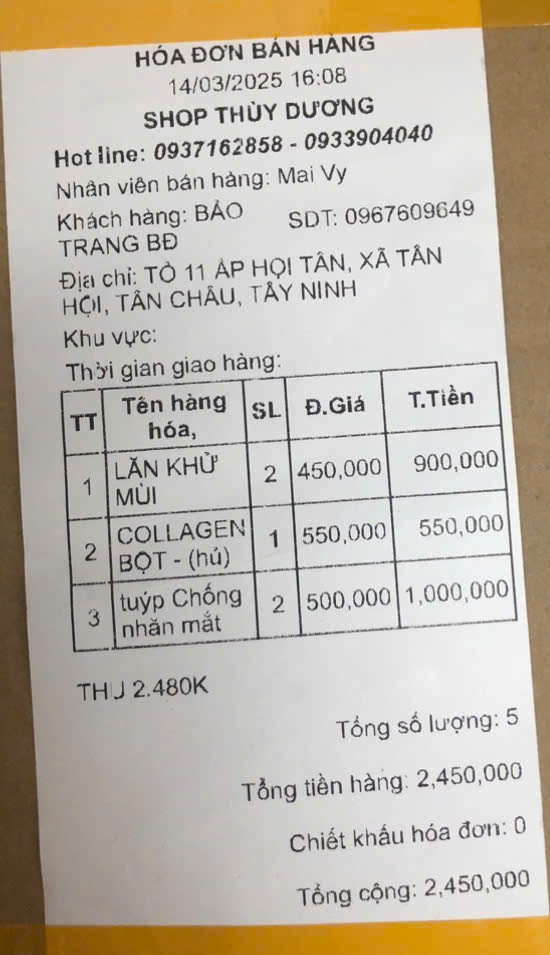 HÓA ĐƠN BÁN HÀNG
14/03/2025 16:08
SHOP THÙY DƯƠNG
Hot line: 0937162858 - 0933904040
Nhân viên bán hàng: Mai Vy
Khách hàng: BẢO TRANG BĐ
SDT: 0967609649
Địa chỉ: TỔ 11 ẤP HỘI TÂN, XÃ TÂN
HỘI, TÂN CHÂU, TÂY NINH
Khu vực:
Thời gian giao hàng:
TT Tên hàng hóa, SL Đ.Giá T.Tiền
1 LĂN KHỬ MÙI 2 450,000 900,000
2 COLLAGEN BỘT - (hủ) 1 550,000 550,000
3 tuýp Chống nhăn mắt 2 500,000 1,000,000
THU 2.480K
Tổng số lượng: 5
Tổng tiền hàng: 2,450,000
Chiết khấu hóa đơn: 0
Tổng cộng: 2,450,000